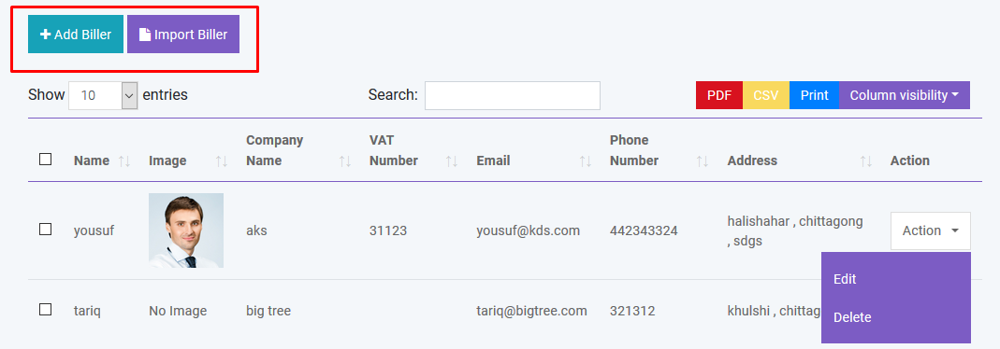 Add Biller Import Biller
Show 10 entries Search: PDF CSV Print Column visibility
Name Image Company Name VAT Number Email Phone Number Address Action
yousuf aks 31123 yousuf@kds.com 442343324 halishahar , chittagong , sdgs Action
Edit
tariq No Image big tree tariq@bigtree.com 321312 khulshi , chittag
Delete